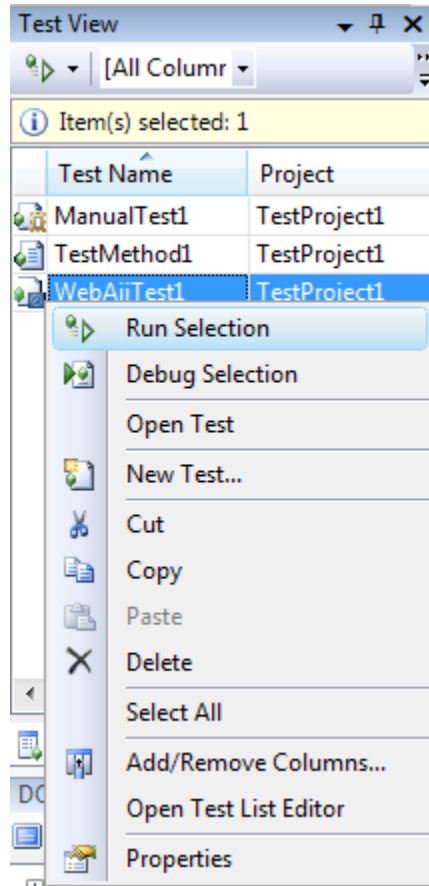 Test View
[All Columr
Item(s) selected: 1
Test Name Project
ManualTest1 TestProject1
TestMethod1 TestProject1
WebAiiTest1 TestProject1
Run Selection
Debug Selection
Open Test
New Test...
Cut
Copy
Paste
Delete
Select All
Add/Remove Columns...
DC
Open Test List Editor
Properties